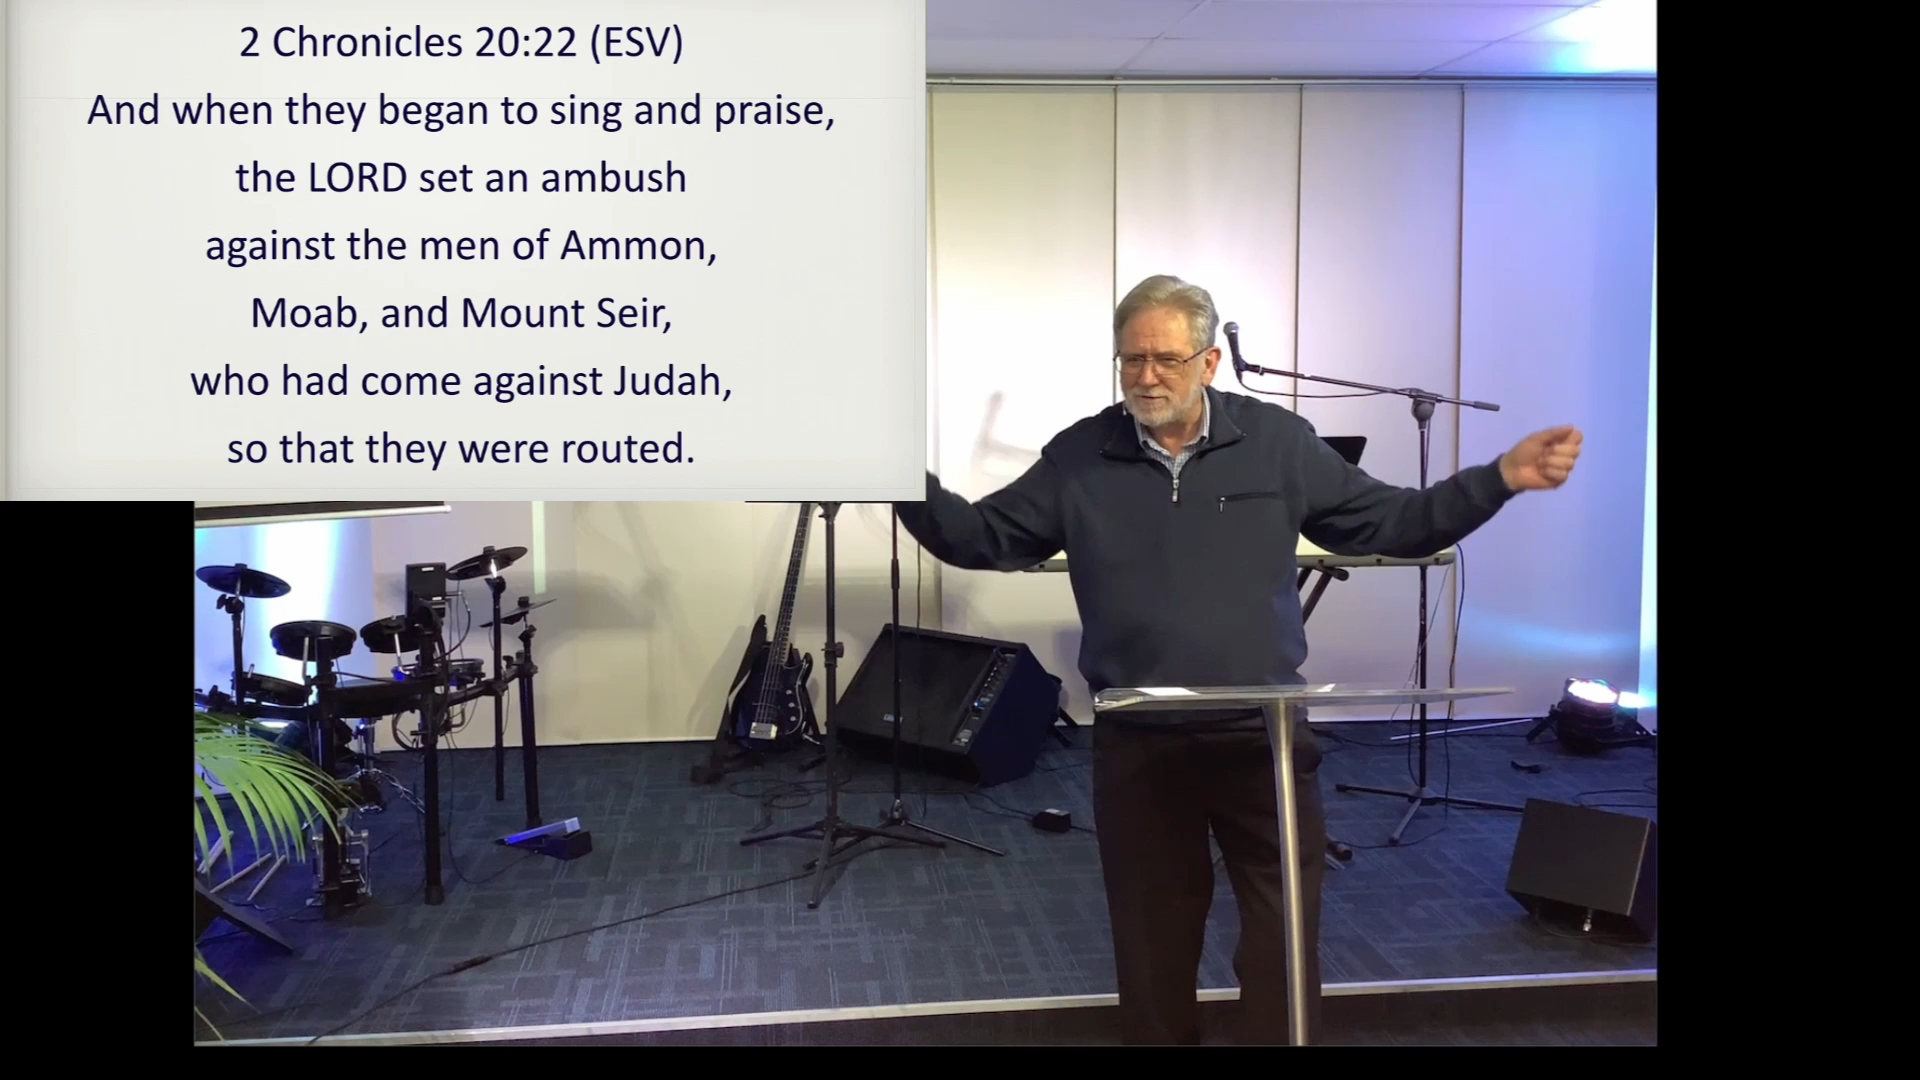 2 Chronicles 20:22 (ESV)
And when they began to sing and praise,
the LORD set an ambush
against the men of Ammon,
Moab, and Mount Seir,
who had come against Judah,
so that they were routed.